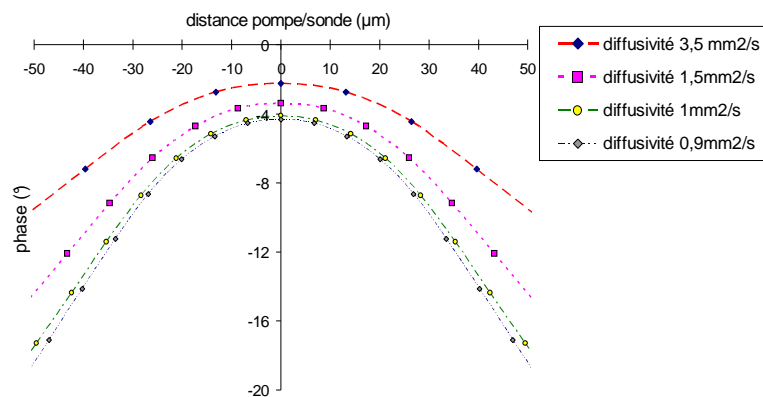 distance pompe/sonde (µm)
0
-50 -40 -30 -20 -10 0 10 20 30 40 50
-4
-8
-12
-16
-20
phase (°)
diffusivité 3,5 mm2/s
diffusivité 1,5mm2/s
diffusivité 1mm2/s
diffusivité 0,9mm2/s